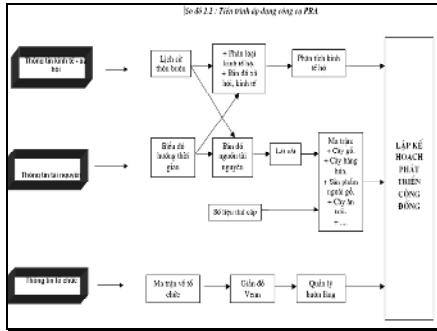 Sơ đồ 2.2 : Tiến trình áp dụng công cụ PRA
Thông tin kinh tế - xã
hội
Lịch sử
thôn buôn
+ Phân loại
kinh tế hộ.
+ Bản đồ xã
hội, kinh tế
Phân tích kinh
tế hộ
Thông tin tài nguyên
Biểu đồ
hướng thời
gian
Bản đồ
nguồn tài
nguyên
Lát cắt
Ma trận:
+ Cây gỗ.
+ Cây hàng
hóa.
+ Sản phẩm
ngoài gỗ.
+ Cây ăn
trái.
+ ....
Số liệu thứ cấp
LẬP KẾ
HOẠCH
PHÁT
TRIỂN
CỘNG
ĐỒNG
Thông tin tổ chức
Ma trận về tổ
chức
Giản đồ
Venn
Quản lý
buôn làng